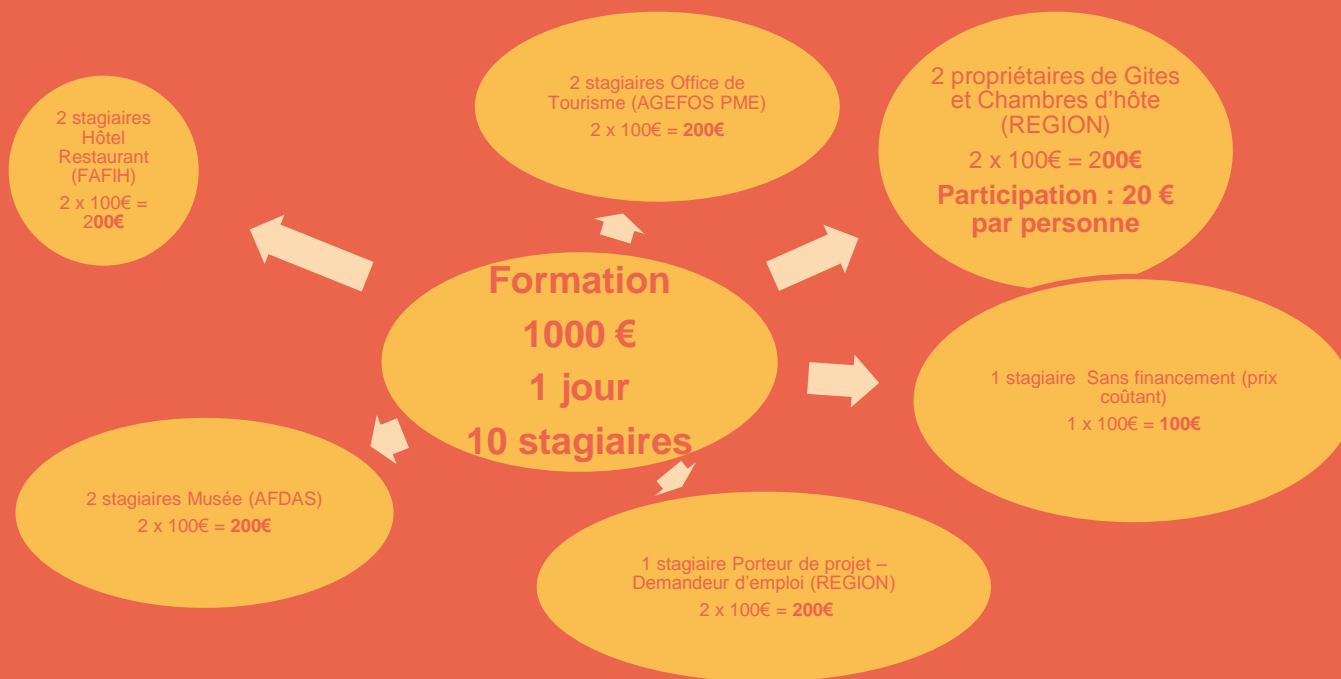 2 stagiaires
Hôtel
Restaurant
(FAFIH)
2 x 100€ =
200€
2 stagiaires Office de
Tourisme (AGEFOS PME)
2 x 100€ = 200€
2 propriétaires de Gites
et Chambres d’hôte
(REGION)
2 x 100€ = 200€
Participation : 20 €
par personne
Formation
1000 €
1 jour
10 stagiaires
1 stagiaire  Sans financement (prix
coûtant)
1 x 100€ = 100€
2 stagiaires Musée (AFDAS)
2 x 100€ = 200€
1 stagiaire Porteur de projet –
Demandeur d’emploi (REGION)
2 x 100€ = 200€